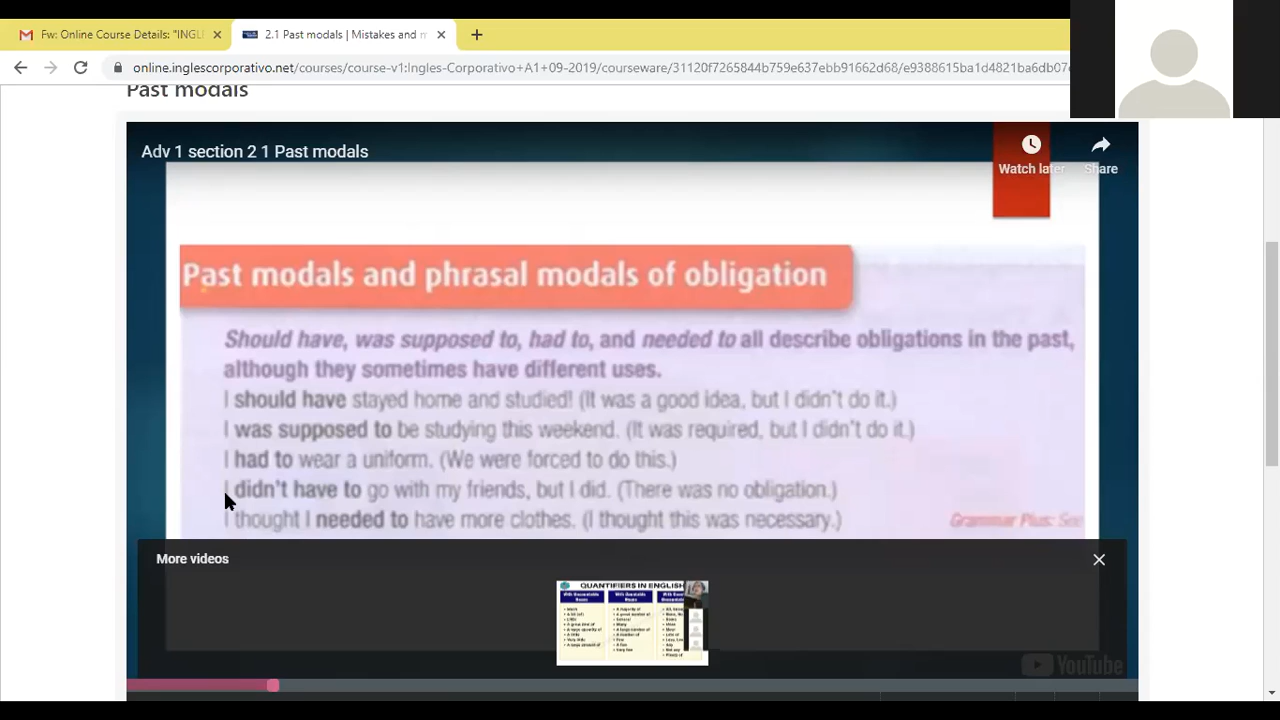 Fw: Online Course Details: "INGL
2.1 Past modals | Mistakes and m
online.inglescorporativo.net/courses/course-v1:Ingles-Corporativo+A1+09-2019/courseware/31120f7265844b759e637ebb91662d68/e9388615ba1d4821ba6db07
Past modals
Adv 1 section 2 1 Past modals
Watch later
Share
Past modals and phrasal modals of obligation
Should have, was supposed to, had to, and needed to all describe obligations in the past,
although they sometimes have different uses.
I should have stayed home and studied! (It was a good idea, but I didn't do it.)
I was supposed to be studying this weekend. (It was required, but I didn't do it.)
I had to wear a uniform. (We were forced to do this.)
I didn't have to go with my friends, but I did. (There was no obligation.)
I thought I needed to have more clothes. (I thought this was necessary.)
Grammar Plus: See
More videos
QUANTIFIERS IN ENGLISH
YouTube